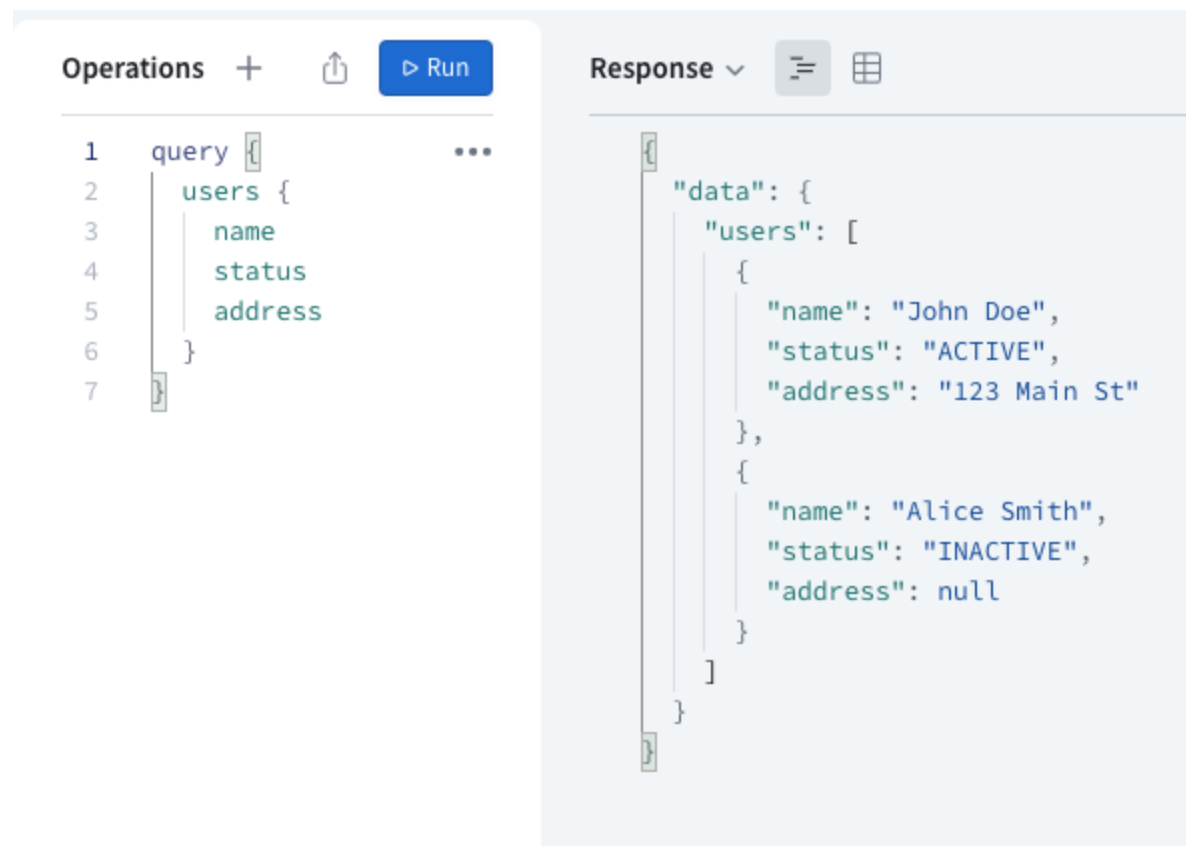 Operations + Run
1 query {
2 users {
3 name
4 status
5 address
6 }
7 }
Response
{
"data": {
"users": [
{
"name": "John Doe",
"status": "ACTIVE",
"address": "123 Main St"
},
{
"name": "Alice Smith",
"status": "INACTIVE",
"address": null
}
]
}
}